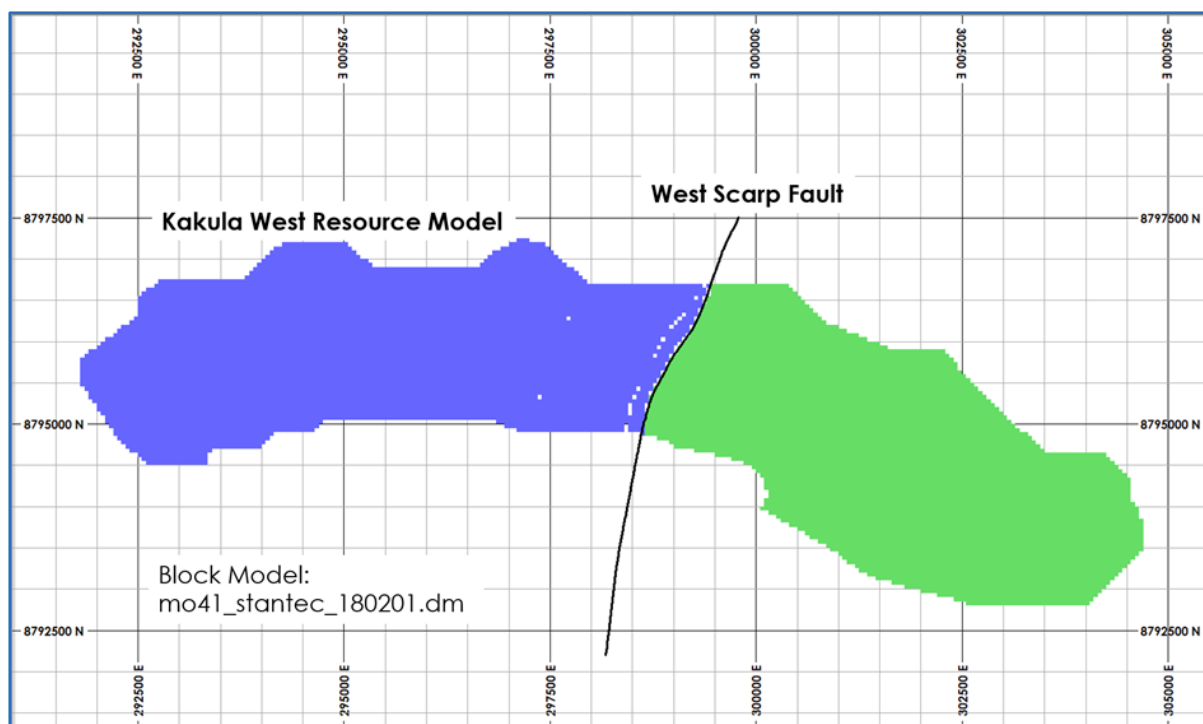 292500 E
295000 E
297500 E
300000 E
302500 E
305000 E
West Scarp Fault
8797500 N
Kakula West Resource Model
8797500 N
8795000 N
8795000 N
Block Model:
mo41_stantec_180201.dm
8792500 N
8792500 N
292500 E
295000 E
297500 E
300000 E
302500 E
305000 E